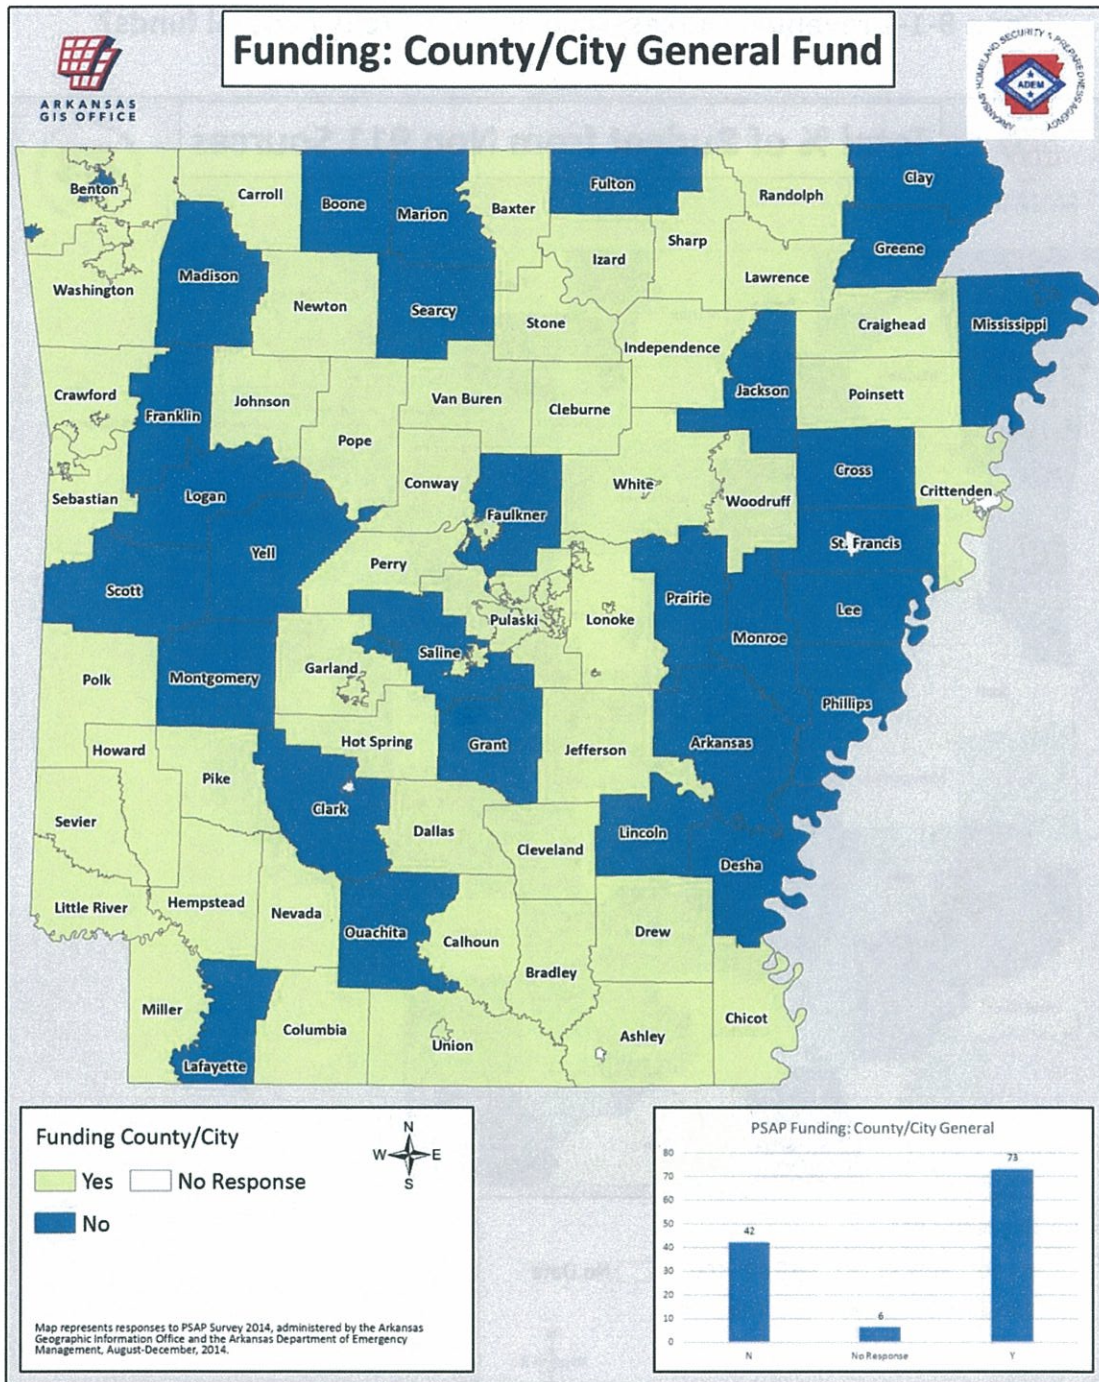 Funding: County/City General Fund
ARKANSAS
GIS OFFICE
ARKANSAS HOMELAND SECURITY & PREPAREDNESS AGENCY
ADEM
Benton
Carroll
Boone
Marion
Baxter
Fulton
Randolph
Clay
Sharp
Izard
Greene
Lawrence
Washington
Madison
Newton
Searcy
Stone
Independence
Craighead
Mississippi
Crawford
Franklin
Johnson
Pope
Van Buren
Cleburne
Jackson
Poinsett
Sebastian
Logan
Conway
Faulkner
White
Woodruff
Cross
Crittenden
St. Francis
Scott
Yell
Perry
Pulaski
Lonoke
Prairie
Monroe
Lee
Polk
Montgomery
Garland
Saline
Phillips
Howard
Pike
Hot Spring
Grant
Jefferson
Arkansas
Sevier
Clark
Dallas
Cleveland
Lincoln
Desha
Little River
Hempstead
Nevada
Ouachita
Calhoun
Bradley
Drew
Miller
Lafayette
Columbia
Union
Ashley
Chicot
Funding County/City
N
W E
S
Yes No Response
No
Map represents responses to PSAP Survey 2014, administered by the Arkansas
Geographic Information Office and the Arkansas Department of Emergency
Management, August-December, 2014.
PSAP Funding: County/City General
80
70
60
50
40
30
20
10
0
42
6
73
N No Response Y